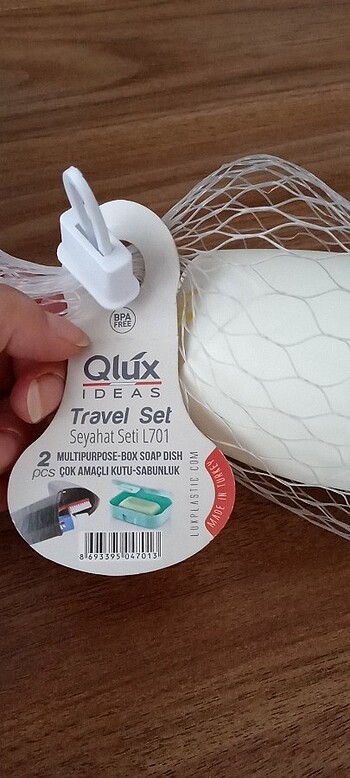 BPA
FREE
Qlux
IDEAS
Travel Set
Seyahat Seti L701
2 pcs
MULTIPURPOSE-BOX SOAP DISH
ÇOK AMAÇLI KUTU-SABUNLUK
LUXPLASTIC.COM
MADE IN TURKEY
8 693395 047013